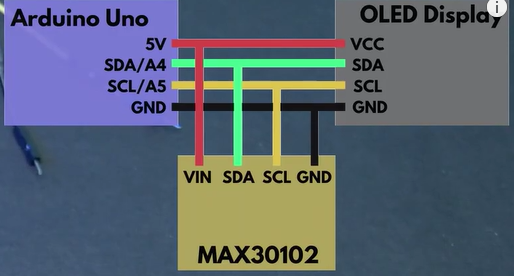 Arduino Uno
OLED Display
5V
VCC
SDA/A4
SDA
SCL/A5
SCL
GND
GND
VIN SDA SCL GND
MAX30102